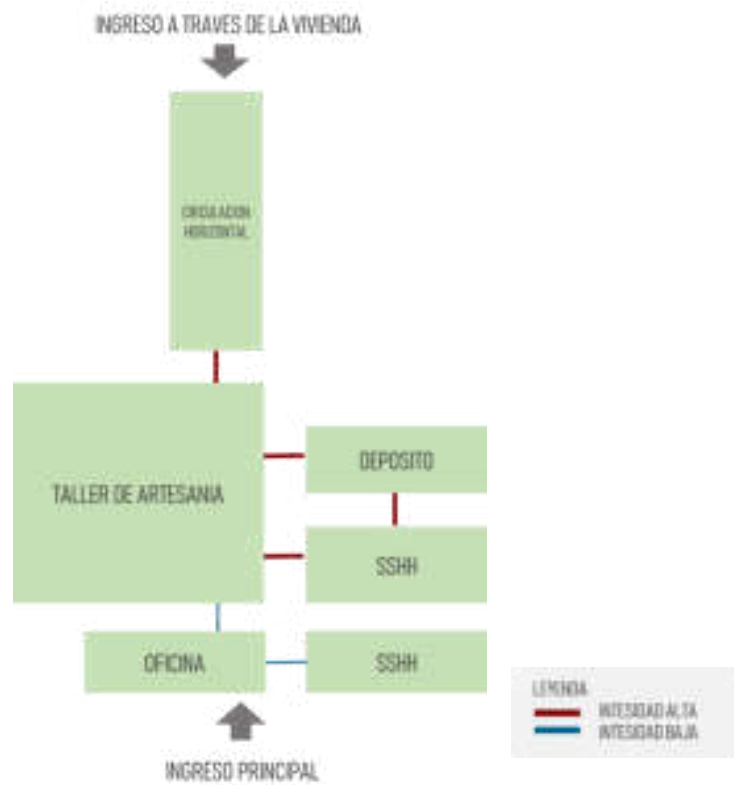 INGRESO A TRAVES DE LA VIVIENDA
CIRCULACION
HORIZONTAL
DEPOSITO
TALLER DE ARTESANIA
SSHH
OFICINA
SSHH
LEYENDA
INTESIDAD ALTA
INTESIDAD BAJA
INGRESO PRINCIPAL